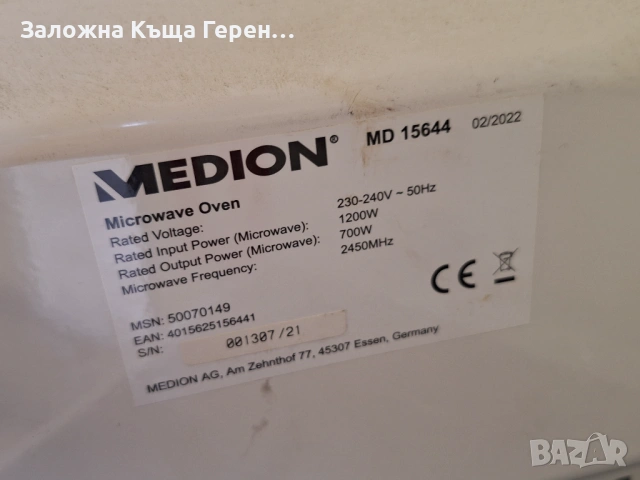 Заложна Къща Герен...
MEDION® MD 15644 02/2022
Microwave Oven
Rated Voltage: 230-240V ~ 50Hz
Rated Input Power (Microwave): 1200W
Rated Output Power (Microwave): 700W
Microwave Frequency: 2450MHz
CE
MSN: 50070149
EAN: 4015625156441
S/N: 001307/21
MEDION AG, Am Zehnthof 77, 45307 Essen, Germany
BAZAR